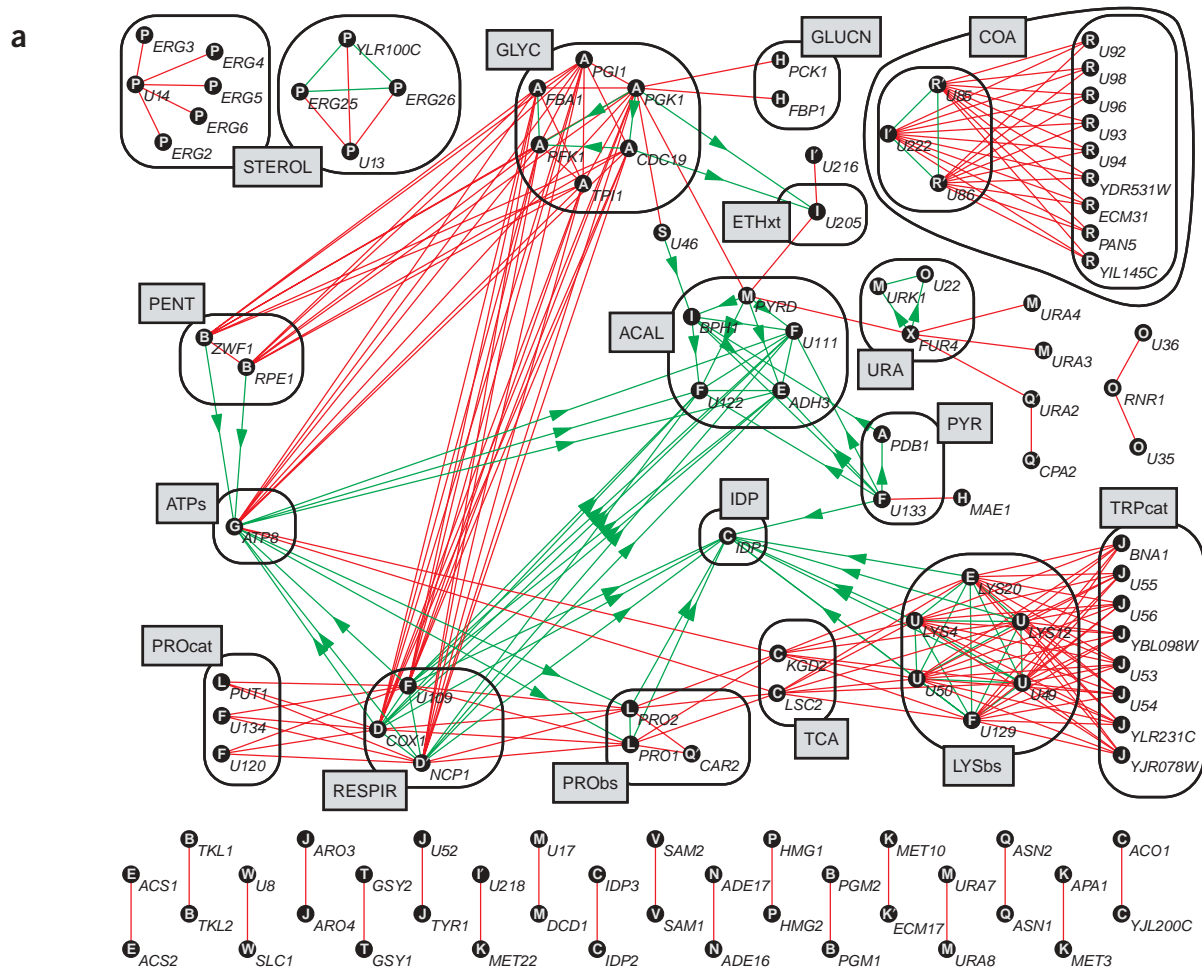 a
STEROL
P ERG3
P ERG4
P U14
P ERG5
P ERG6
P ERG2
P YLR100C
P ERG25
P ERG26
P U13
GLYC
A PGI1
A FBA1
A PGK1
A PFK1
A CDC19
A TPI1
GLUCN
H PCK1
H FBP1
COA
R' U85
I' U222
R' U86
R U92
R U98
R U96
R U93
R U94
R YDR531W
R ECM31
R PAN5
R YIL145C
I' U216
ETHxt
I U205
S U46
PENT
B ZWF1
B RPE1
ACAL
M PYRD
I BPH1
F U111
F U122
E ADH3
URA
M URK1
O U22
X FUR4
M URA4
M URA3
Q' URA2
Q' CPA2
O U36
O RNR1
O U35
PYR
A PDB1
F U133
H MAE1
ATPs
G ATP8
IDP
C IDP1
TRPcat
J BNA1
J U55
J U56
J YBL098W
J U53
J U54
J YLR231C
J YJR078W
LYSbs
E LYS20
U LYS4
U LYS12
U U50
U U49
F U129
TCA
C KGD2
C LSC2
PROcat
L PUT1
F U134
F U120
RESPIR
F U109
D COX1
D NCP1
PRObs
L PRO2
L PRO1
Q' CAR2
B TKL1
J ARO3
J U52
M U17
V SAM2
P HMG1
K MET10
Q ASN2
C ACO1
E ACS1
W U8
T GSY2
I' U218
C IDP3
N ADE17
B PGM2
M URA7
K APA1
B TKL2
J ARO4
J TYR1
M DCD1
V SAM1
P HMG2
K ECM17
Q ASN1
C YJL200C
E ACS2
W SLC1
T GSY1
K MET22
C IDP2
N ADE16
B PGM1
M URA8
K MET3